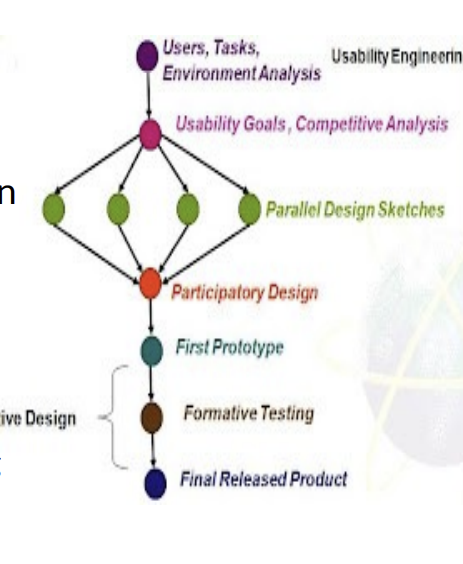 Users, Tasks,
Environment Analysis
Usability Engineerin
Usability Goals , Competitive Analysis
n
Parallel Design Sketches
Participatory Design
First Prototype
Formative Testing
ive Design
Final Released Product